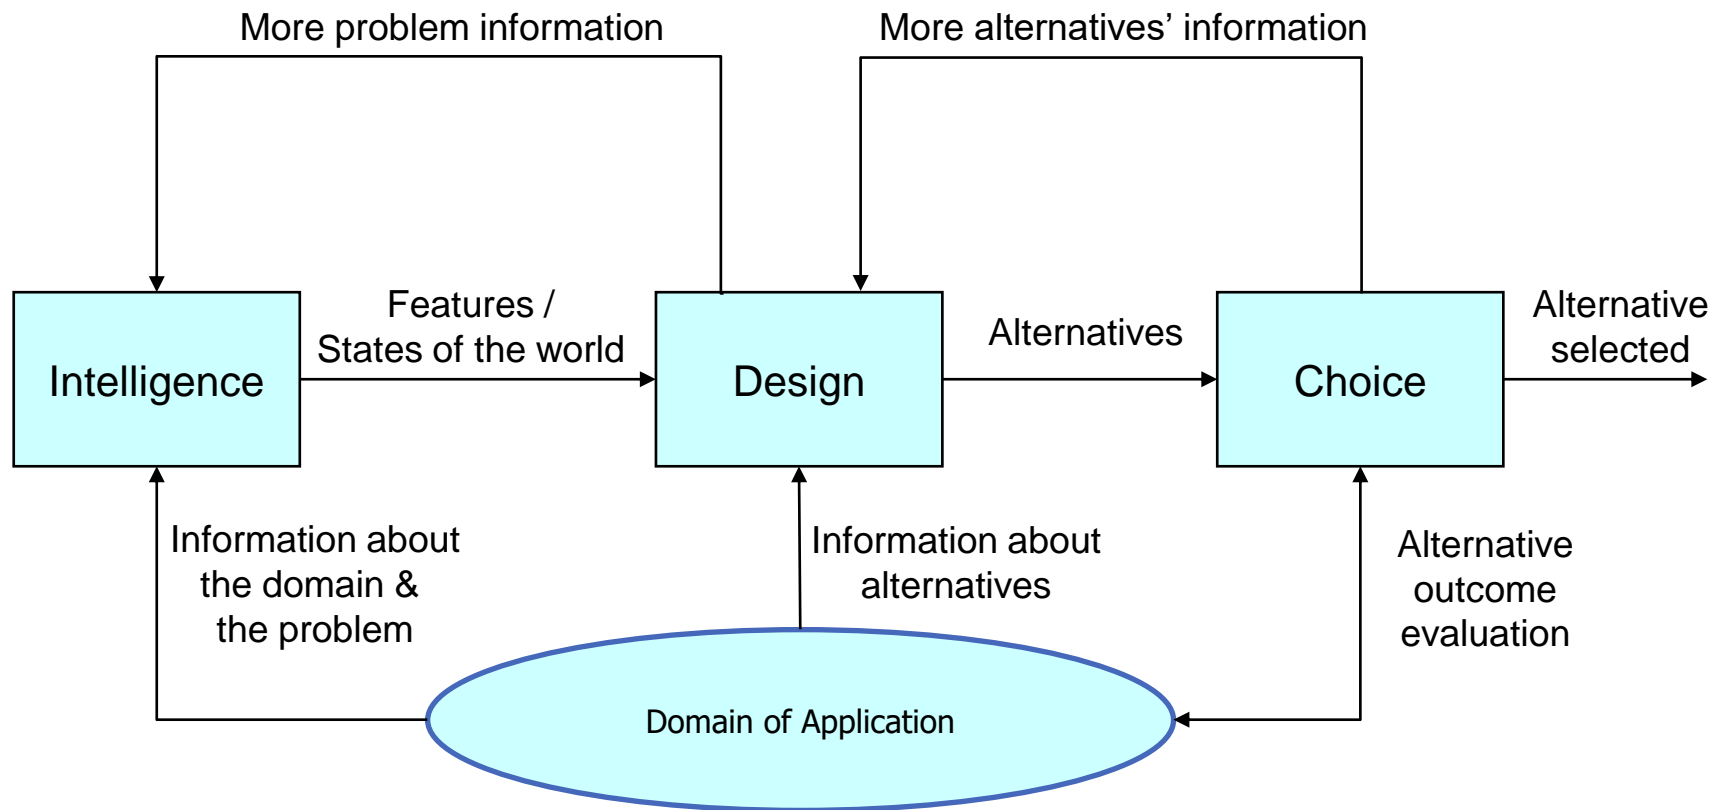 More problem information
More alternatives’ information
Features /
States of the world
Alternatives
Alternative
selected
Intelligence
Design
Choice
Information about
the domain &
the problem
Information about
alternatives
Alternative
outcome
evaluation
Domain of Application